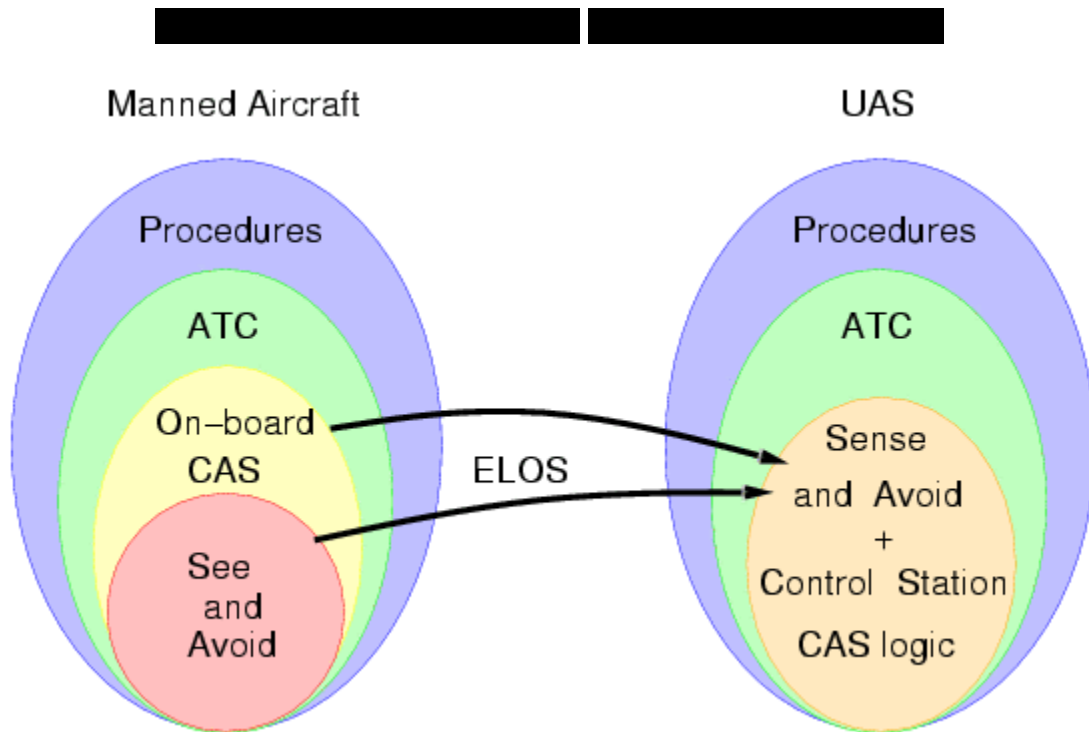 Manned Aircraft
UAS
Procedures
ATC
On-board
CAS
See
and
Avoid
ELOS
Procedures
ATC
Sense
and Avoid
+
Control Station
CAS logic